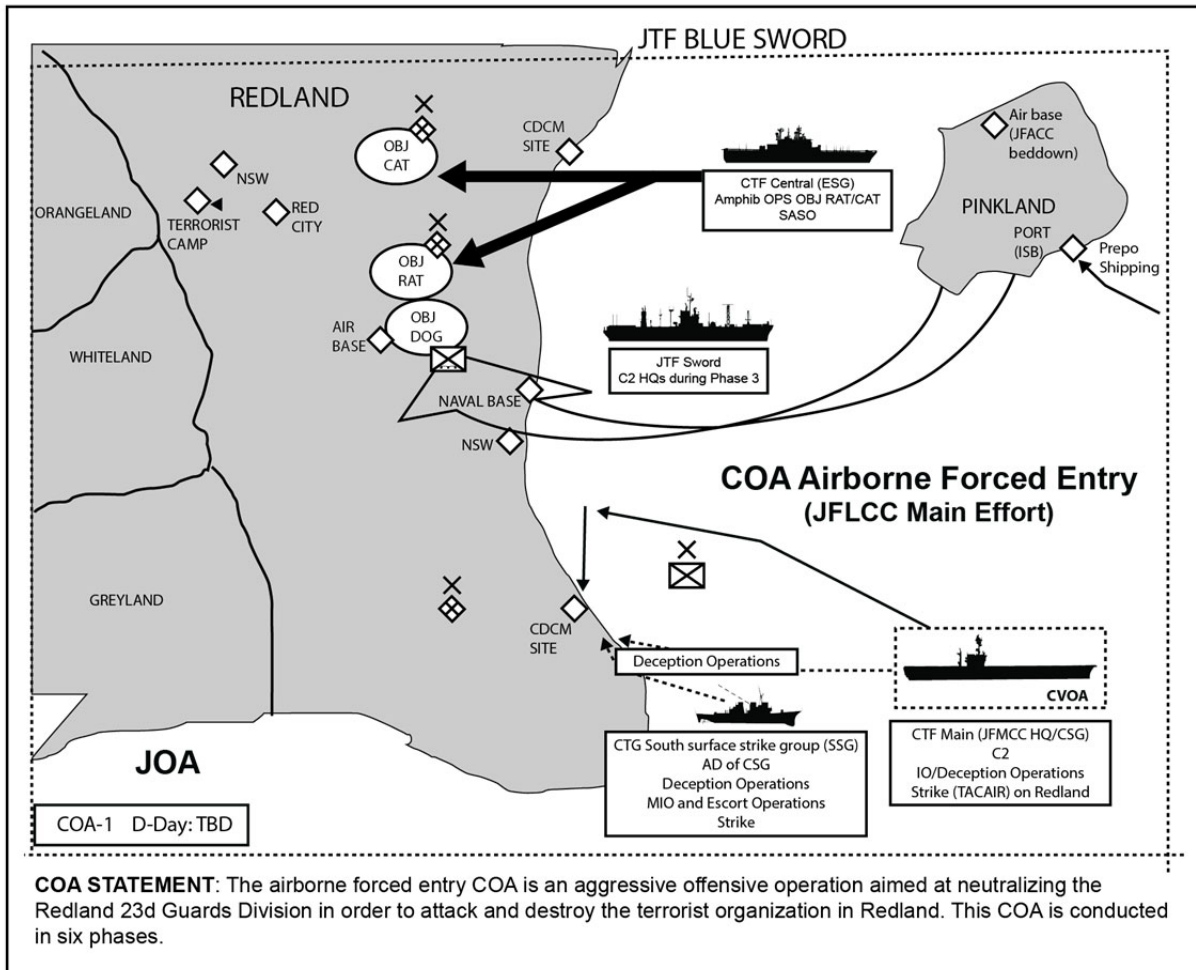 JTF BLUE SWORD
REDLAND
OBJ
CAT
CDCM
SITE
Air base
(JFACC
beddown)
NSW
ORANGELAND
TERRORIST
CAMP
RED
CITY
CTF Central (ESG)
Amphib OPS OBJ RAT/CAT
SASO
PINKLAND
PORT
(ISB)
Prepo
Shipping
OBJ
RAT
OBJ
DOG
AIR
BASE
WHITELAND
JTF Sword
C2 HQs during Phase 3
NAVAL BASE
NSW
COA Airborne Forced Entry
(JFLCC Main Effort)
GREYLAND
CDCM
SITE
Deception Operations
CVOA
CTG South surface strike group (SSG)
AD of CSG
Deception Operations
MIO and Escort Operations
Strike
CTF Main (JFMCC HQ/CSG)
C2
IO/Deception Operations
Strike (TACAIR) on Redland
JOA
COA-1 D-Day: TBD
COA STATEMENT: The airborne forced entry COA is an aggressive offensive operation aimed at neutralizing the
Redland 23d Guards Division in order to attack and destroy the terrorist organization in Redland. This COA is conducted
in six phases.